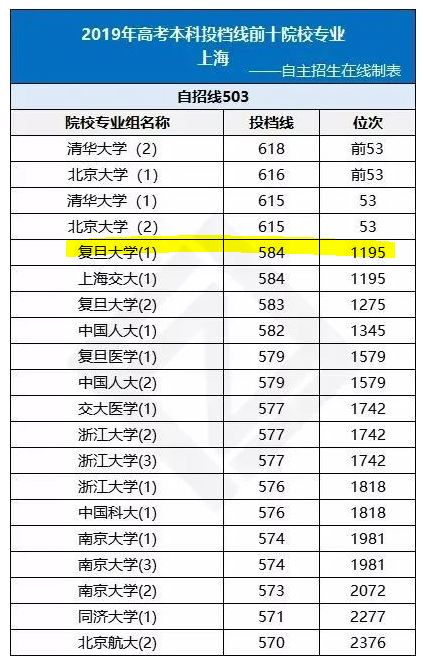 2019年高考本科投档线前十院校专业
上海
——自主招生在线制表
自招线503
院校专业组名称 投档线 位次
清华大学（2） 618 前53
北京大学（1） 616 前53
清华大学（1） 615 53
北京大学（2） 615 53
复旦大学(1) 584 1195
上海交大(1) 584 1195
复旦大学(2) 583 1275
中国人大(1) 582 1345
复旦医学(1) 579 1579
中国人大(2) 579 1579
交大医学(1) 577 1742
浙江大学(2) 577 1742
浙江大学(3) 577 1742
浙江大学(1) 576 1818
中国科大(1) 576 1818
南京大学(1) 574 1981
南京大学(3) 574 1981
南京大学(2) 573 2072
同济大学(1) 571 2277
北京航大(2) 570 2376